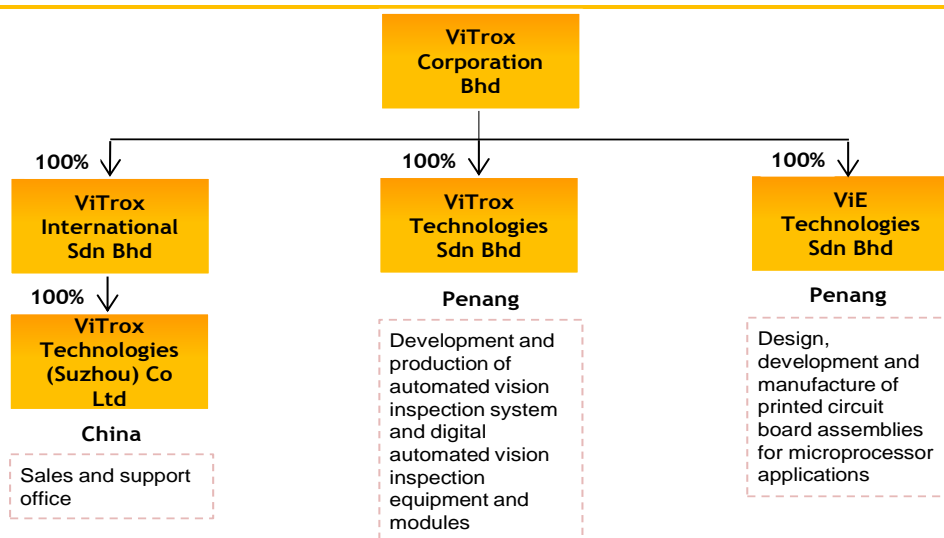 ViTrox
Corporation
Bhd
100%
100%
100%
ViTrox
International
Sdn Bhd
ViTrox
Technologies
Sdn Bhd
ViE
Technologies
Sdn Bhd
100%
ViTrox
Technologies
(Suzhou) Co
Ltd
China
Sales and support
office
Penang
Development and
production of
automated vision
inspection system
and digital
automated vision
inspection
equipment and
modules
Penang
Design,
development and
manufacture of
printed circuit
board assemblies
for microprocessor
applications